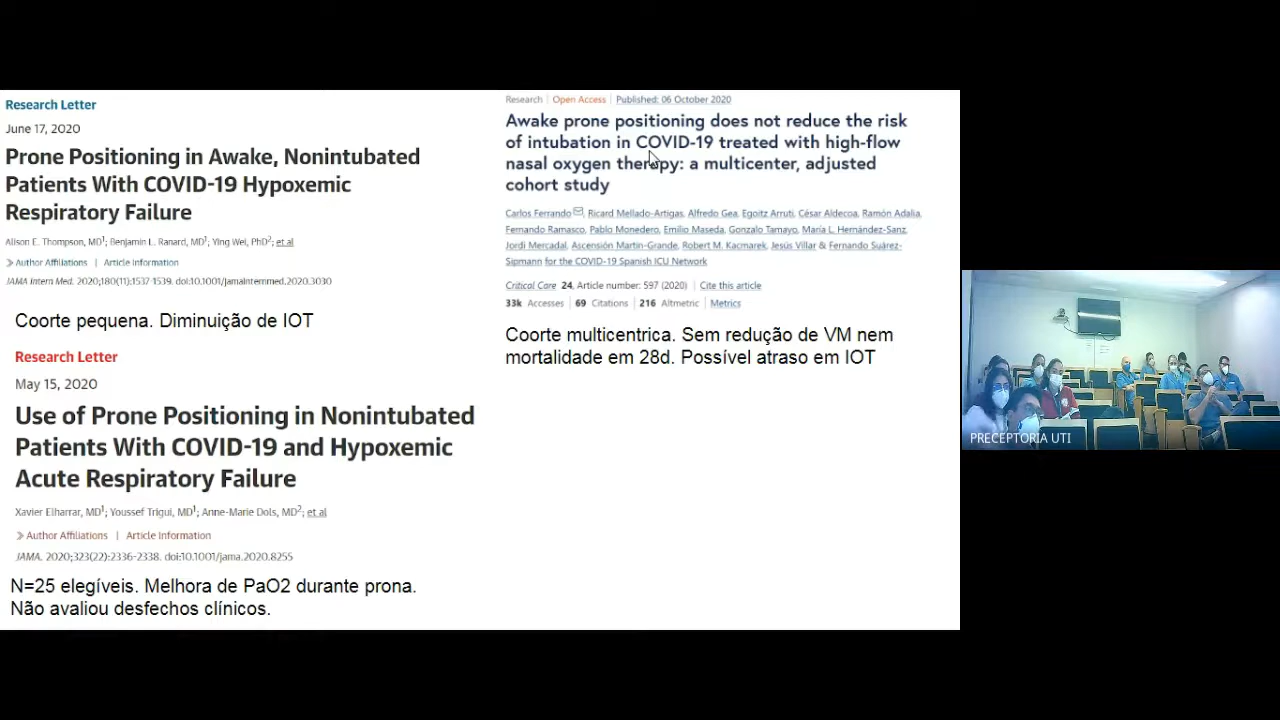 Research Letter
June 17, 2020
Prone Positioning in Awake, Nonintubated
Patients With COVID-19 Hypoxemic
Respiratory Failure
Alison E. Thompson, MD1; Benjamin L. Ranard, MD1; Ying Wei, PhD2; et al
Author Affiliations | Article Information
JAMA Intern Med. 2020;180(11):1537-1539. doi:10.1001/jamainternmed.2020.3030
Coorte pequena. Diminuição de IOT
Research Letter
May 15, 2020
Use of Prone Positioning in Nonintubated
Patients With COVID-19 and Hypoxemic
Acute Respiratory Failure
Xavier Elharrar, MD1; Youssef Trigui, MD1; Anne-Marie Dols, MD2; et al
Author Affiliations | Article Information
JAMA. 2020;323(22):2336-2338. doi:10.1001/jama.2020.8255
N=25 elegíveis. Melhora de PaO2 durante prona.
Não avaliou desfechos clínicos.
Research | Open Access | Published: 06 October 2020
Awake prone positioning does not reduce the risk
of intubation in COVID-19 treated with high-flow
nasal oxygen therapy: a multicenter, adjusted
cohort study
Carlos Ferrando, Ricard Mellado-Artigas, Alfredo Gea, Egoitz Arruti, César Aldecoa, Ramón Adalia,
Fernando Ramasco, Pablo Monedero, Emilio Maseda, Gonzalo Tamayo, María L. Hernández-Sanz,
Jordi Mercadal, Ascensión Martín-Grande, Robert M. Kacmarek, Jesús Villar & Fernando Suárez-
Sipmann for the COVID-19 Spanish ICU Network
Critical Care 24, Article number: 597 (2020) | Cite this article
33k Accesses | 69 Citations | 216 Altmetric | Metrics
Coorte multicentrica. Sem redução de VM nem
mortalidade em 28d. Possível atraso em IOT
PRECEPTORIA UTI